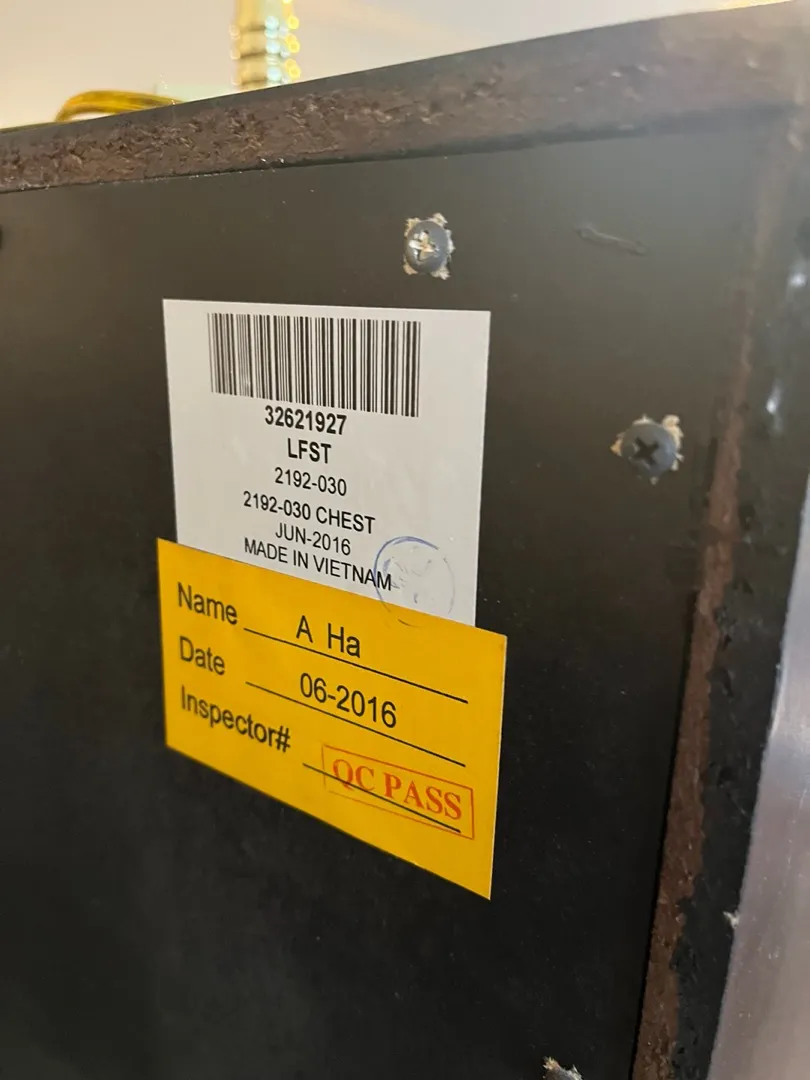 32621927
LFST
2192-030
2192-030 CHEST
JUN-2016
MADE IN VIETNAM
Name A Ha
Date 06-2016
Inspector# QC PASS